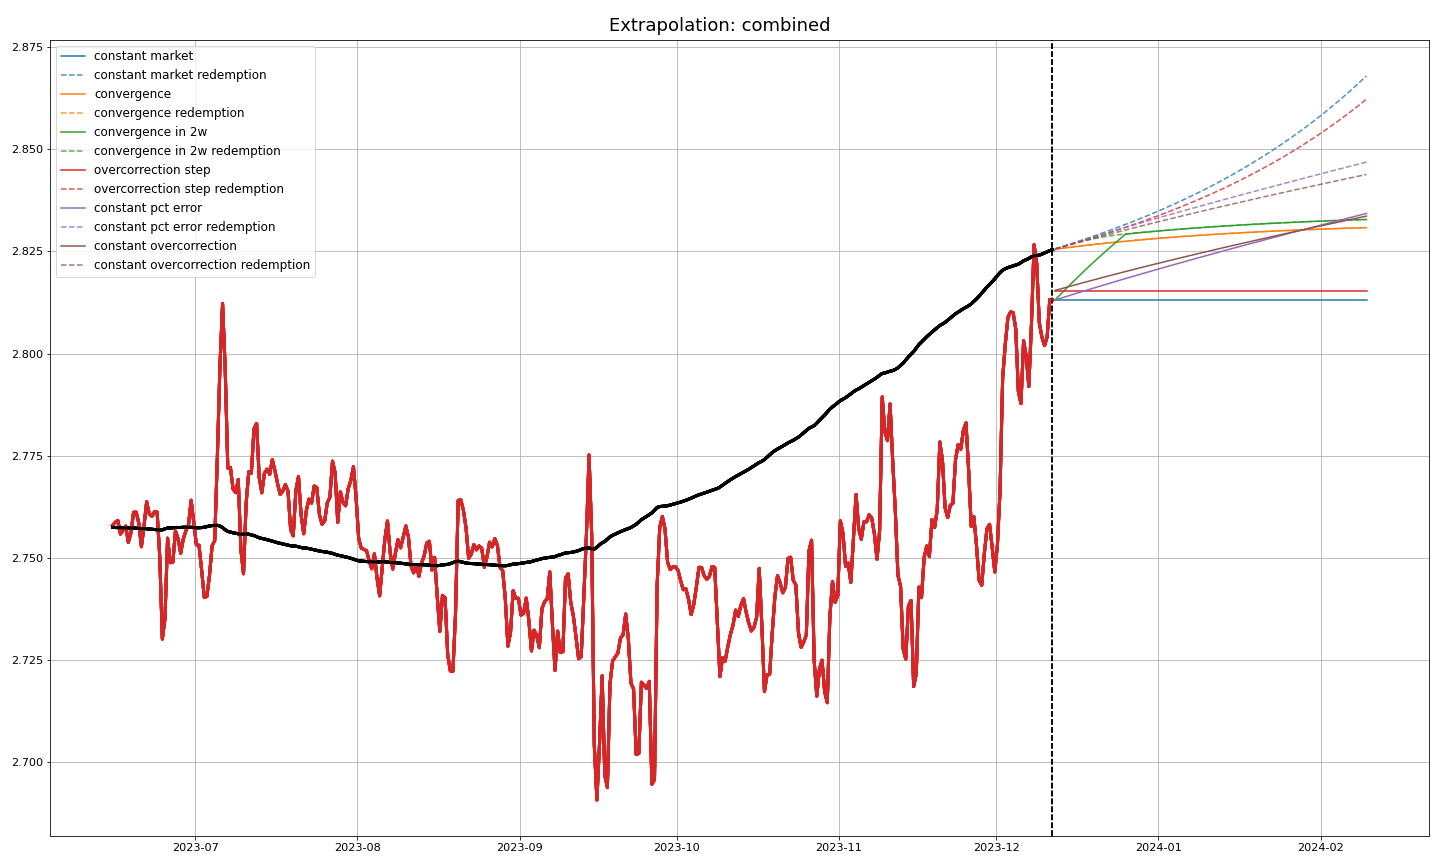 Extrapolation: combined
2.875
2.850
2.825
2.800
2.775
2.750
2.725
2.700
constant market
constant market redemption
convergence
convergence redemption
convergence in 2w
convergence in 2w redemption
overcorrection step
overcorrection step redemption
constant pct error
constant pct error redemption
constant overcorrection
constant overcorrection redemption
2023-07 2023-08 2023-09 2023-10 2023-11 2023-12 2024-01 2024-02